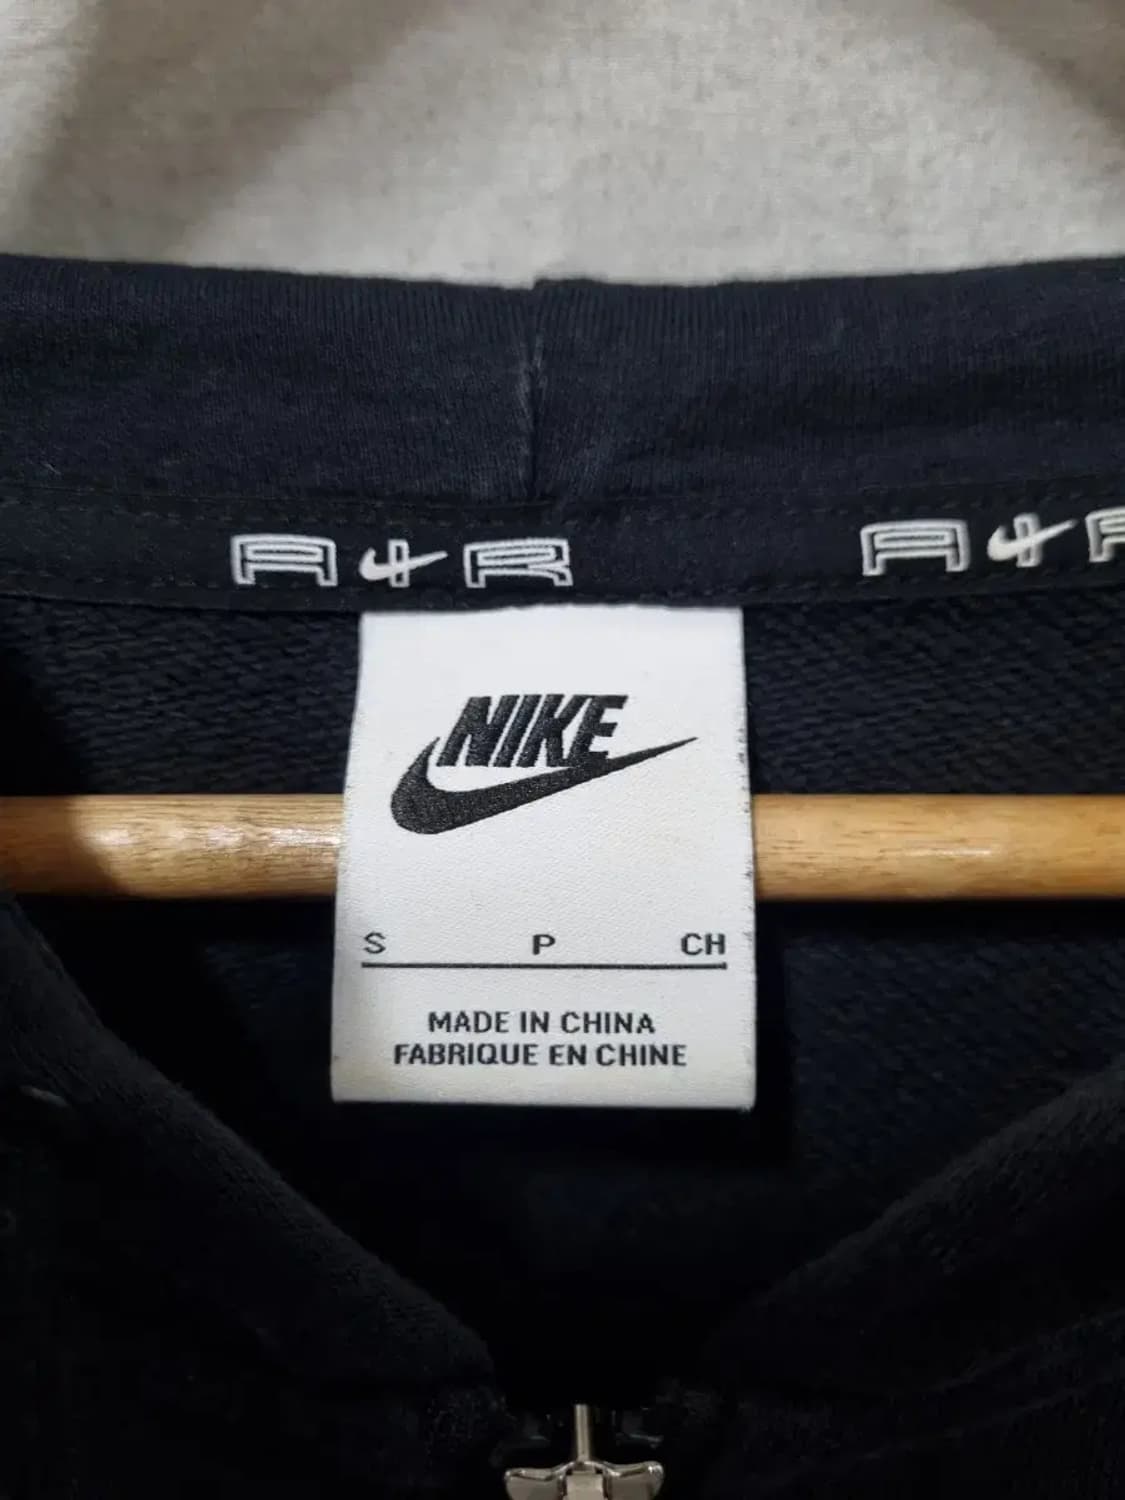 AIR AIR
NIKE
S P CH
MADE IN CHINA
FABRIQUE EN CHINE